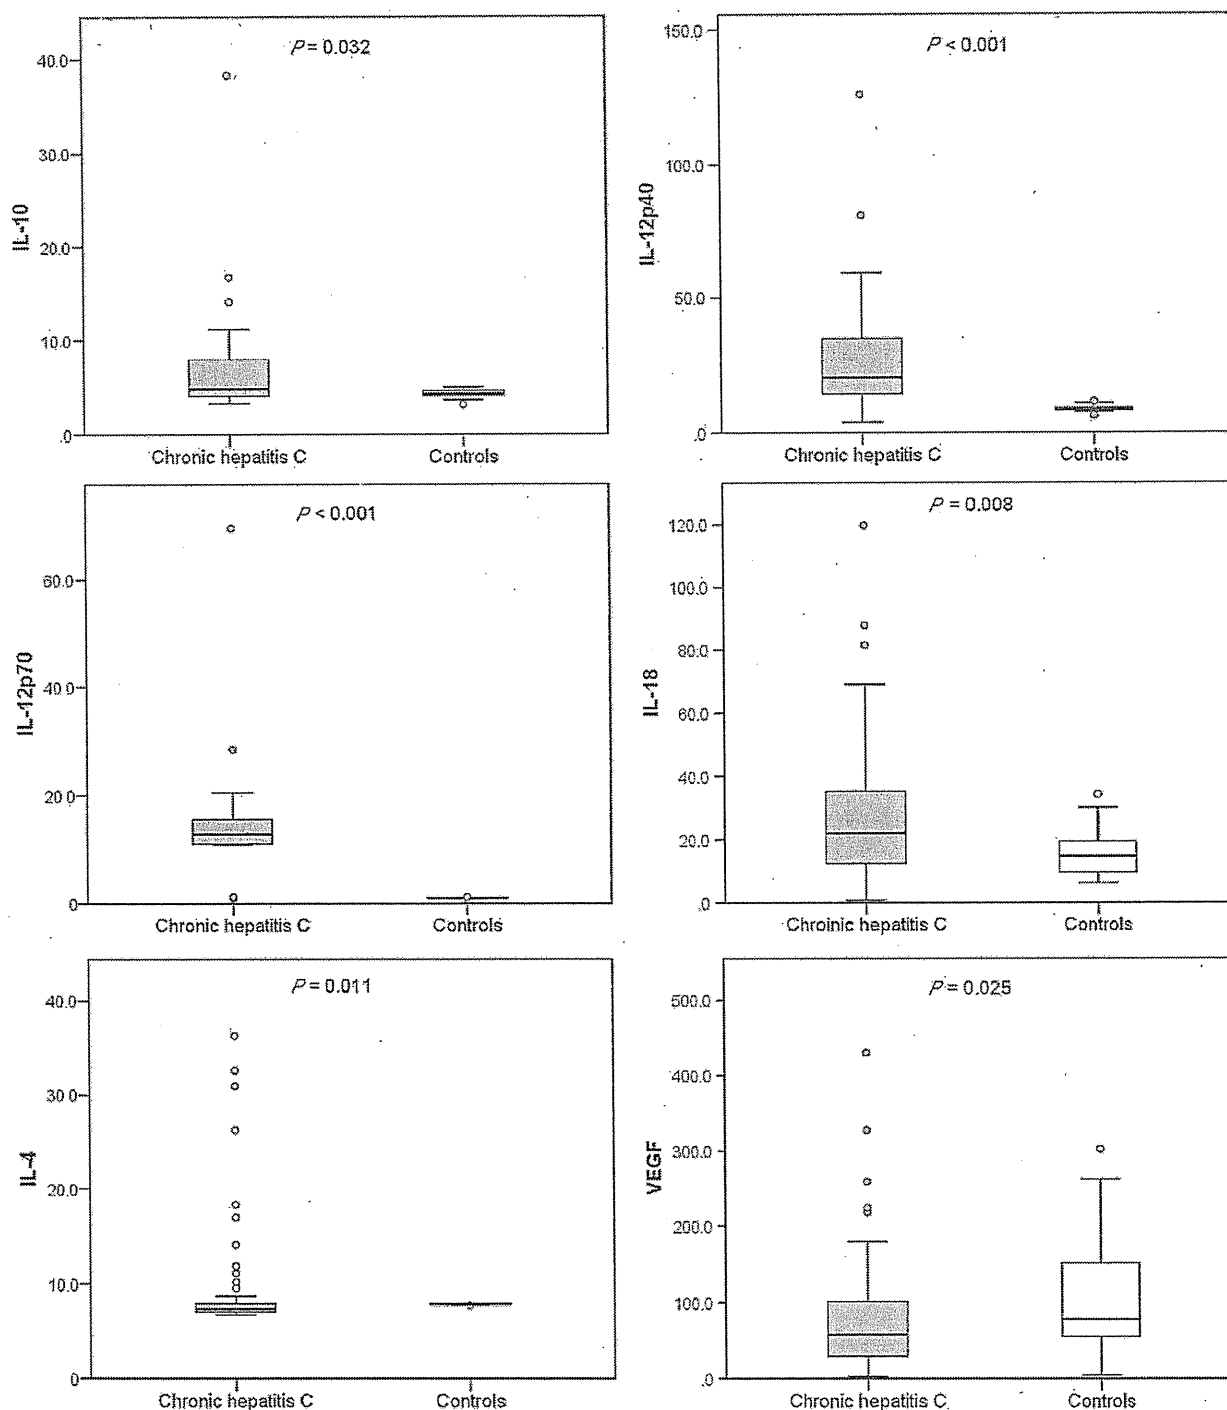 P = 0.032
40.0
30.0
20.0
10.0
.0
IL-10
Chronic hepatitis C
Controls
P < 0.001
150.0
100.0
50.0
.0
IL-12p40
Chronic hepatitis C
Controls
P < 0.001
60.0
40.0
20.0
0
IL-12p70
Chronic hepatitis C
Controls
P = 0.008
120.0
100.0
80.0
60.0
40.0
20.0
.0
IL-18
Chroinic hepatitis C
Controls
P = 0.011
40.0
30.0
20.0
10.0
0
IL-4
Chronic hepatitis C
Controls
P = 0.025
500.0
400.0
300.0
200.0
100.0
.0
VEGF
Chronic hepatitis C
Controls